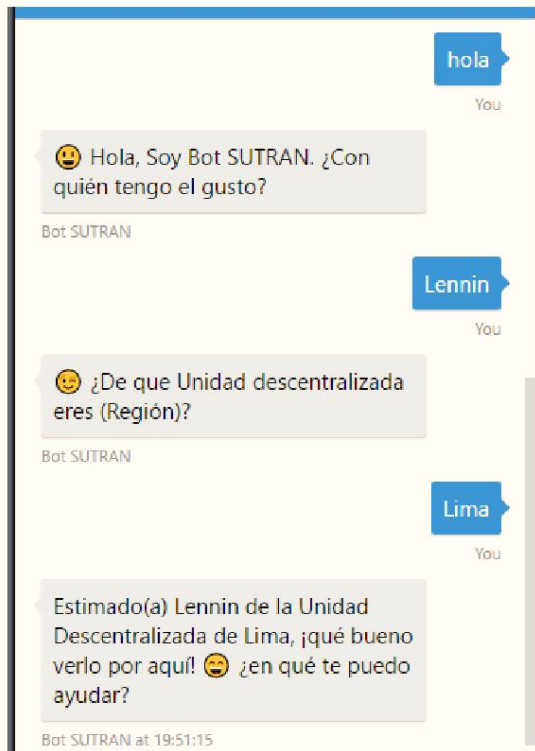 hola
You
😃 Hola, Soy Bot SUTRAN. ¿Con
quién tengo el gusto?
Bot SUTRAN
Lennin
You
😉 ¿De que Unidad descentralizada
eres (Región)?
Bot SUTRAN
Lima
You
Estimado(a) Lennin de la Unidad
Descentralizada de Lima, ¡qué bueno
verlo por aquí! 😄 ¿en qué te puedo
ayudar?
Bot SUTRAN at 19:51:15